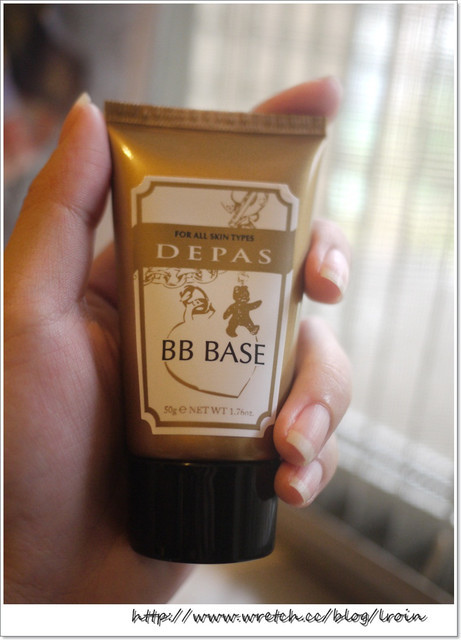 FOR ALL SKIN TYPES
DEPAS
BB BASE
50g ℮ NET WT 1.76oz.
http://www.wretch.cc/blog/lroin